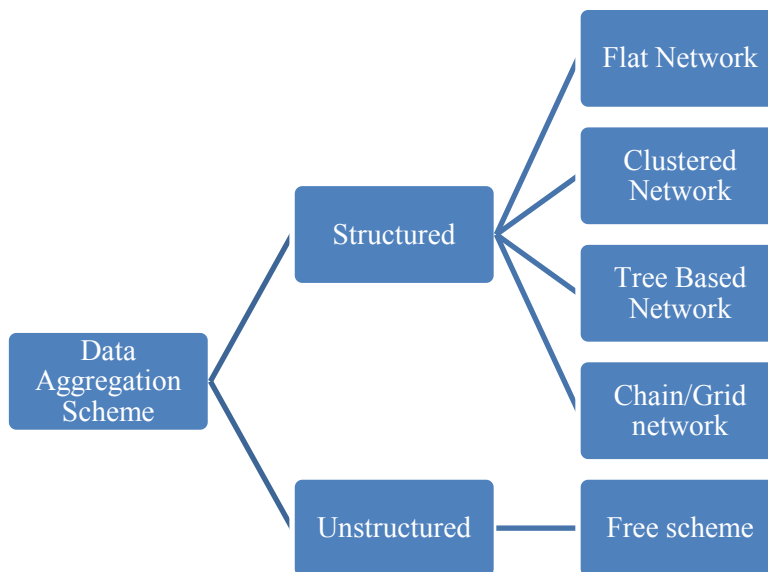 Flat Network
Clustered
Network
Structured
Tree Based
Network
Data
Aggregation
Scheme
Chain/Grid
network
Unstructured
Free scheme